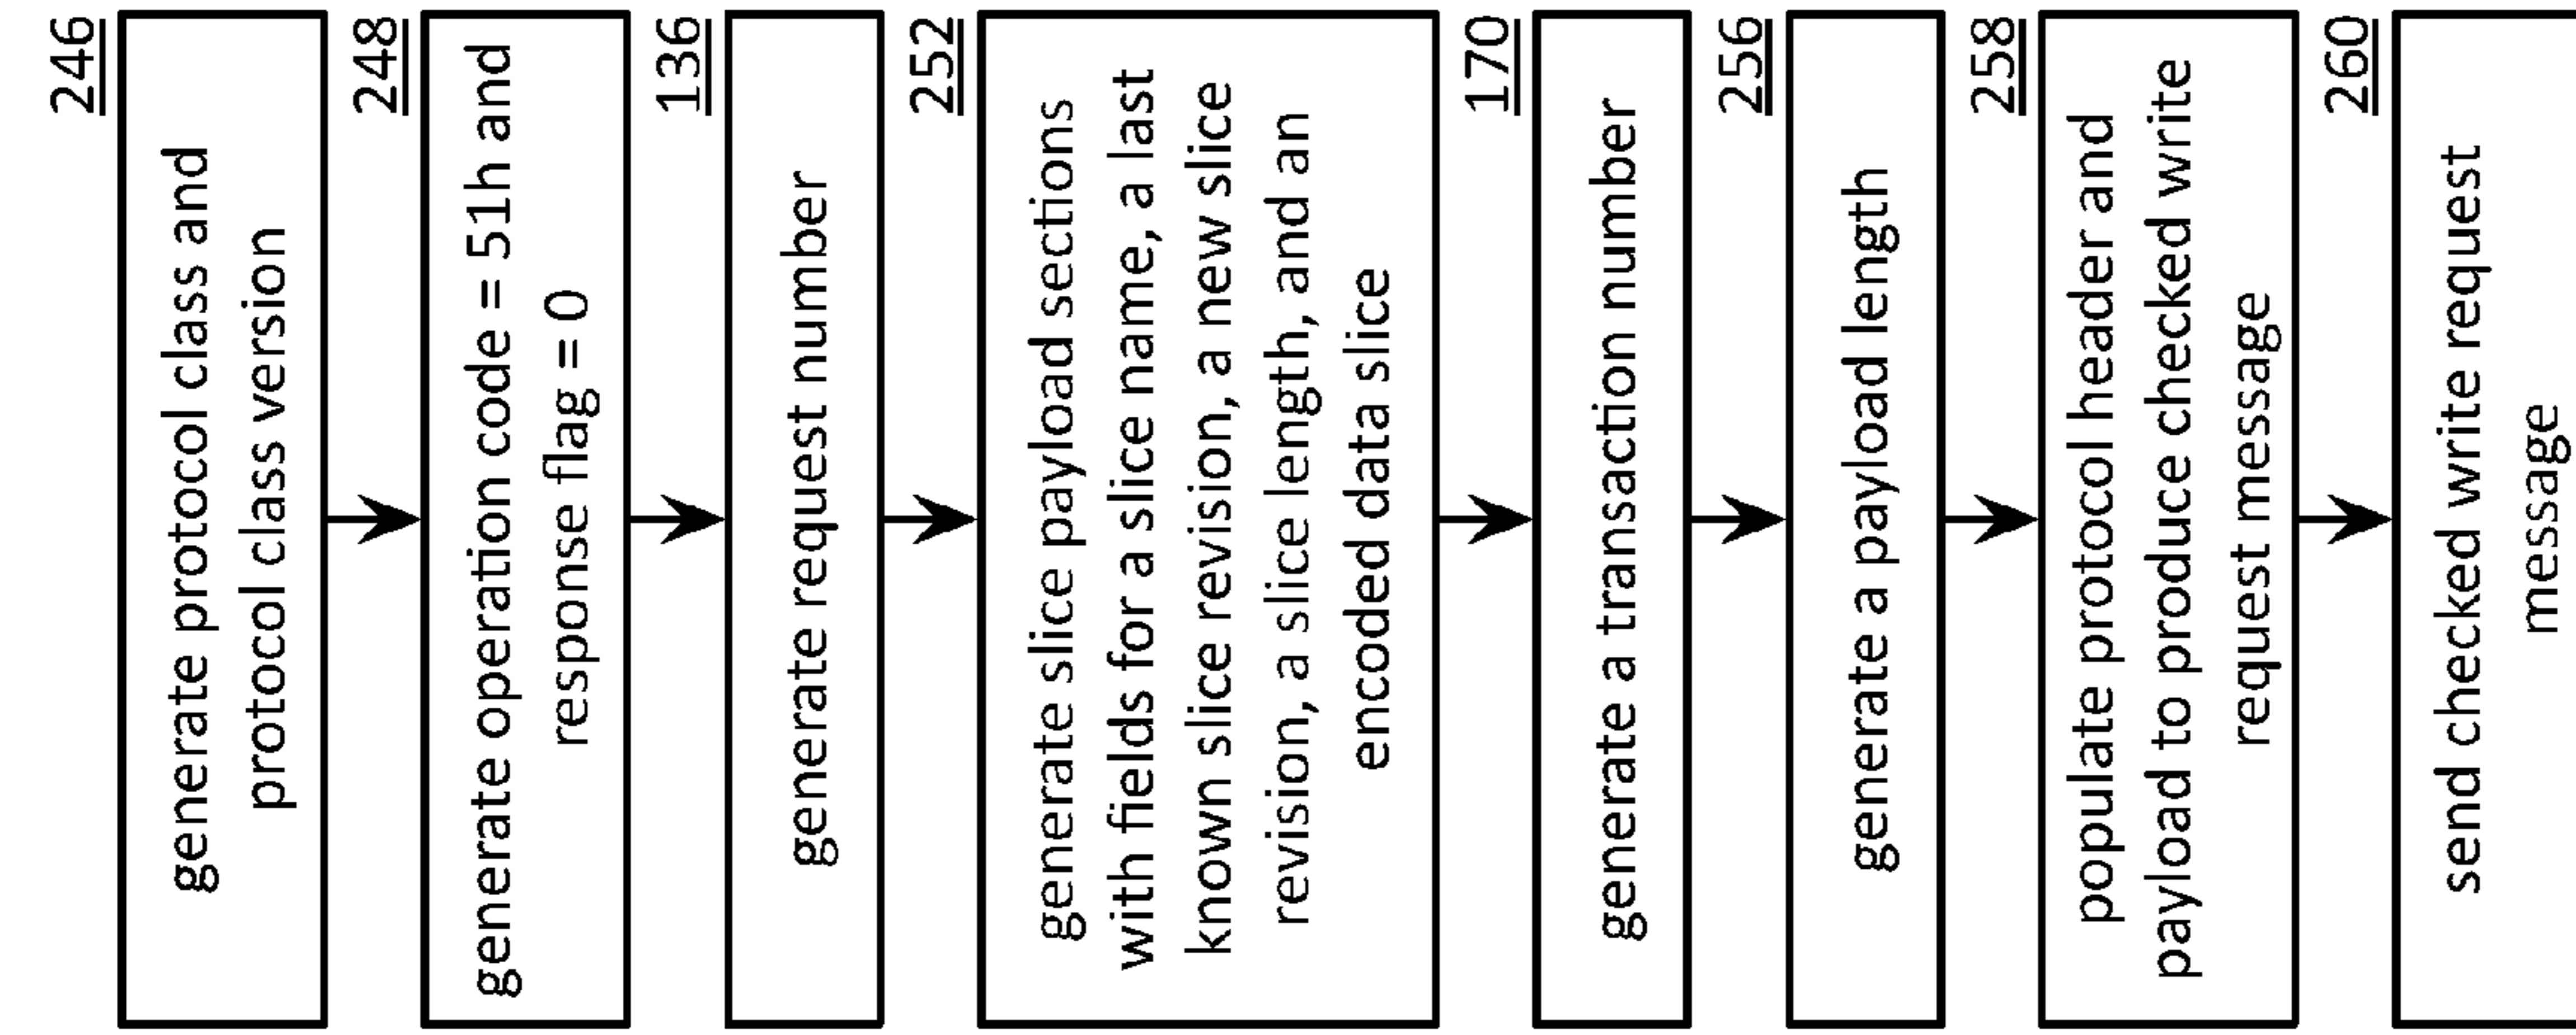 246
generate protocol class and
protocol class version
248
generate operation code = 51h and
response flag = 0
136
generate request number
252
generate slice payload sections
with fields for a slice name, a last
known slice revision, a new slice
revision, a slice length, and an
encoded data slice
170
generate a transaction number
256
generate a payload length
258
populate protocol header and
payload to produce checked write
request message
260
send checked write request
message